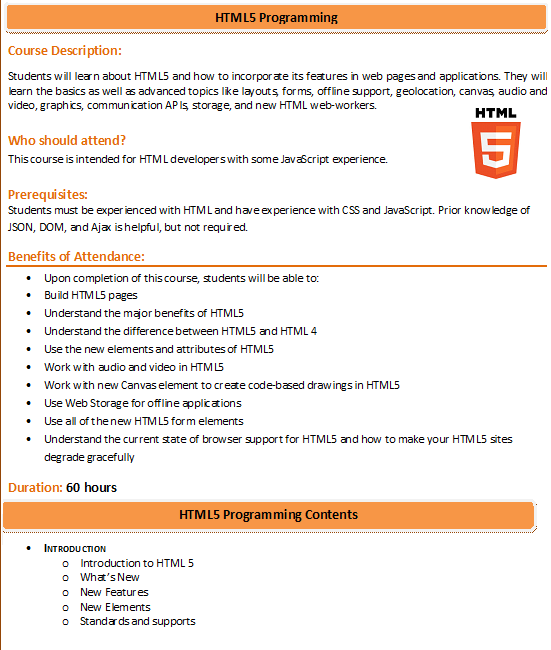 HTML5 Programming
Course Description:
Students will learn about HTML5 and how to incorporate its features in web pages and applications. They will
learn the basics as well as advanced topics like layouts, forms, offline support, geolocation, canvas, audio and
video, graphics, communication APIs, storage, and new HTML web-workers.
HTML
5
Who should attend?
This course is intended for HTML developers with some JavaScript experience.
Prerequisites:
Students must be experienced with HTML and have experience with CSS and JavaScript. Prior knowledge of
JSON, DOM, and Ajax is helpful, but not required.
Benefits of Attendance:
• Upon completion of this course, students will be able to:
• Build HTML5 pages
• Understand the major benefits of HTML5
• Understand the difference between HTML5 and HTML 4
• Use the new elements and attributes of HTML5
• Work with audio and video in HTML5
• Work with new Canvas element to create code-based drawings in HTML5
• Use Web Storage for offline applications
• Use all of the new HTML5 form elements
• Understand the current state of browser support for HTML5 and how to make your HTML5 sites
degrade gracefully
Duration: 60 hours
HTML5 Programming Contents
• INTRODUCTION
o Introduction to HTML 5
o What's New
o New Features
o New Elements
o Standards and supports